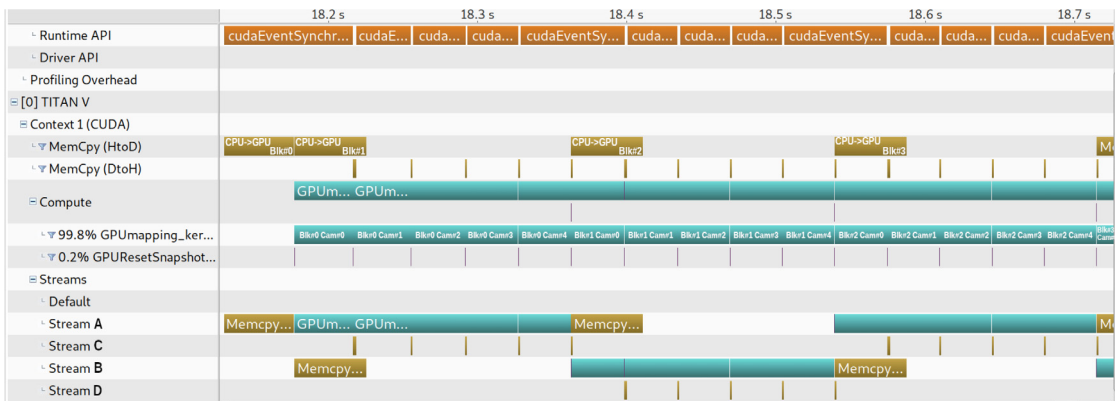 18.2 s 18.3 s 18.4 s 18.5 s 18.6 s 18.7 s
Runtime API cudaEventSynchr... cudaE... cuda... cuda... cudaEventSy... cuda... cuda... cuda... cudaEventSy... cuda... cuda... cuda... cudaEvent
Driver API
Profiling Overhead
[0] TITAN V
Context 1 (CUDA)
MemCpy (HtoD) CPU->GPU Blk#0 CPU->GPU Blk#1 CPU->GPU Blk#2 CPU->GPU Blk#3 M
MemCpy (DtoH)
Compute GPUm... GPUm...
99.8% GPUmapping_ker... Blk#0 Cam#0 Blk#0 Cam#1 Blk#0 Cam#2 Blk#0 Cam#3 Blk#0 Cam#4 Blk#1 Cam#0 Blk#1 Cam#1 Blk#1 Cam#2 Blk#1 Cam#3 Blk#1 Cam#4 Blk#2 Cam#0 Blk#2 Cam#1 Blk#2 Cam#2 Blk#2 Cam#3 Blk#2 Cam#4 Blk#3
0.2% GPUResetSnapshot...
Streams
Default
Stream A Memcpy... GPUm... GPUm... Memcpy... M
Stream C
Stream B Memcpy... Memcpy...
Stream D